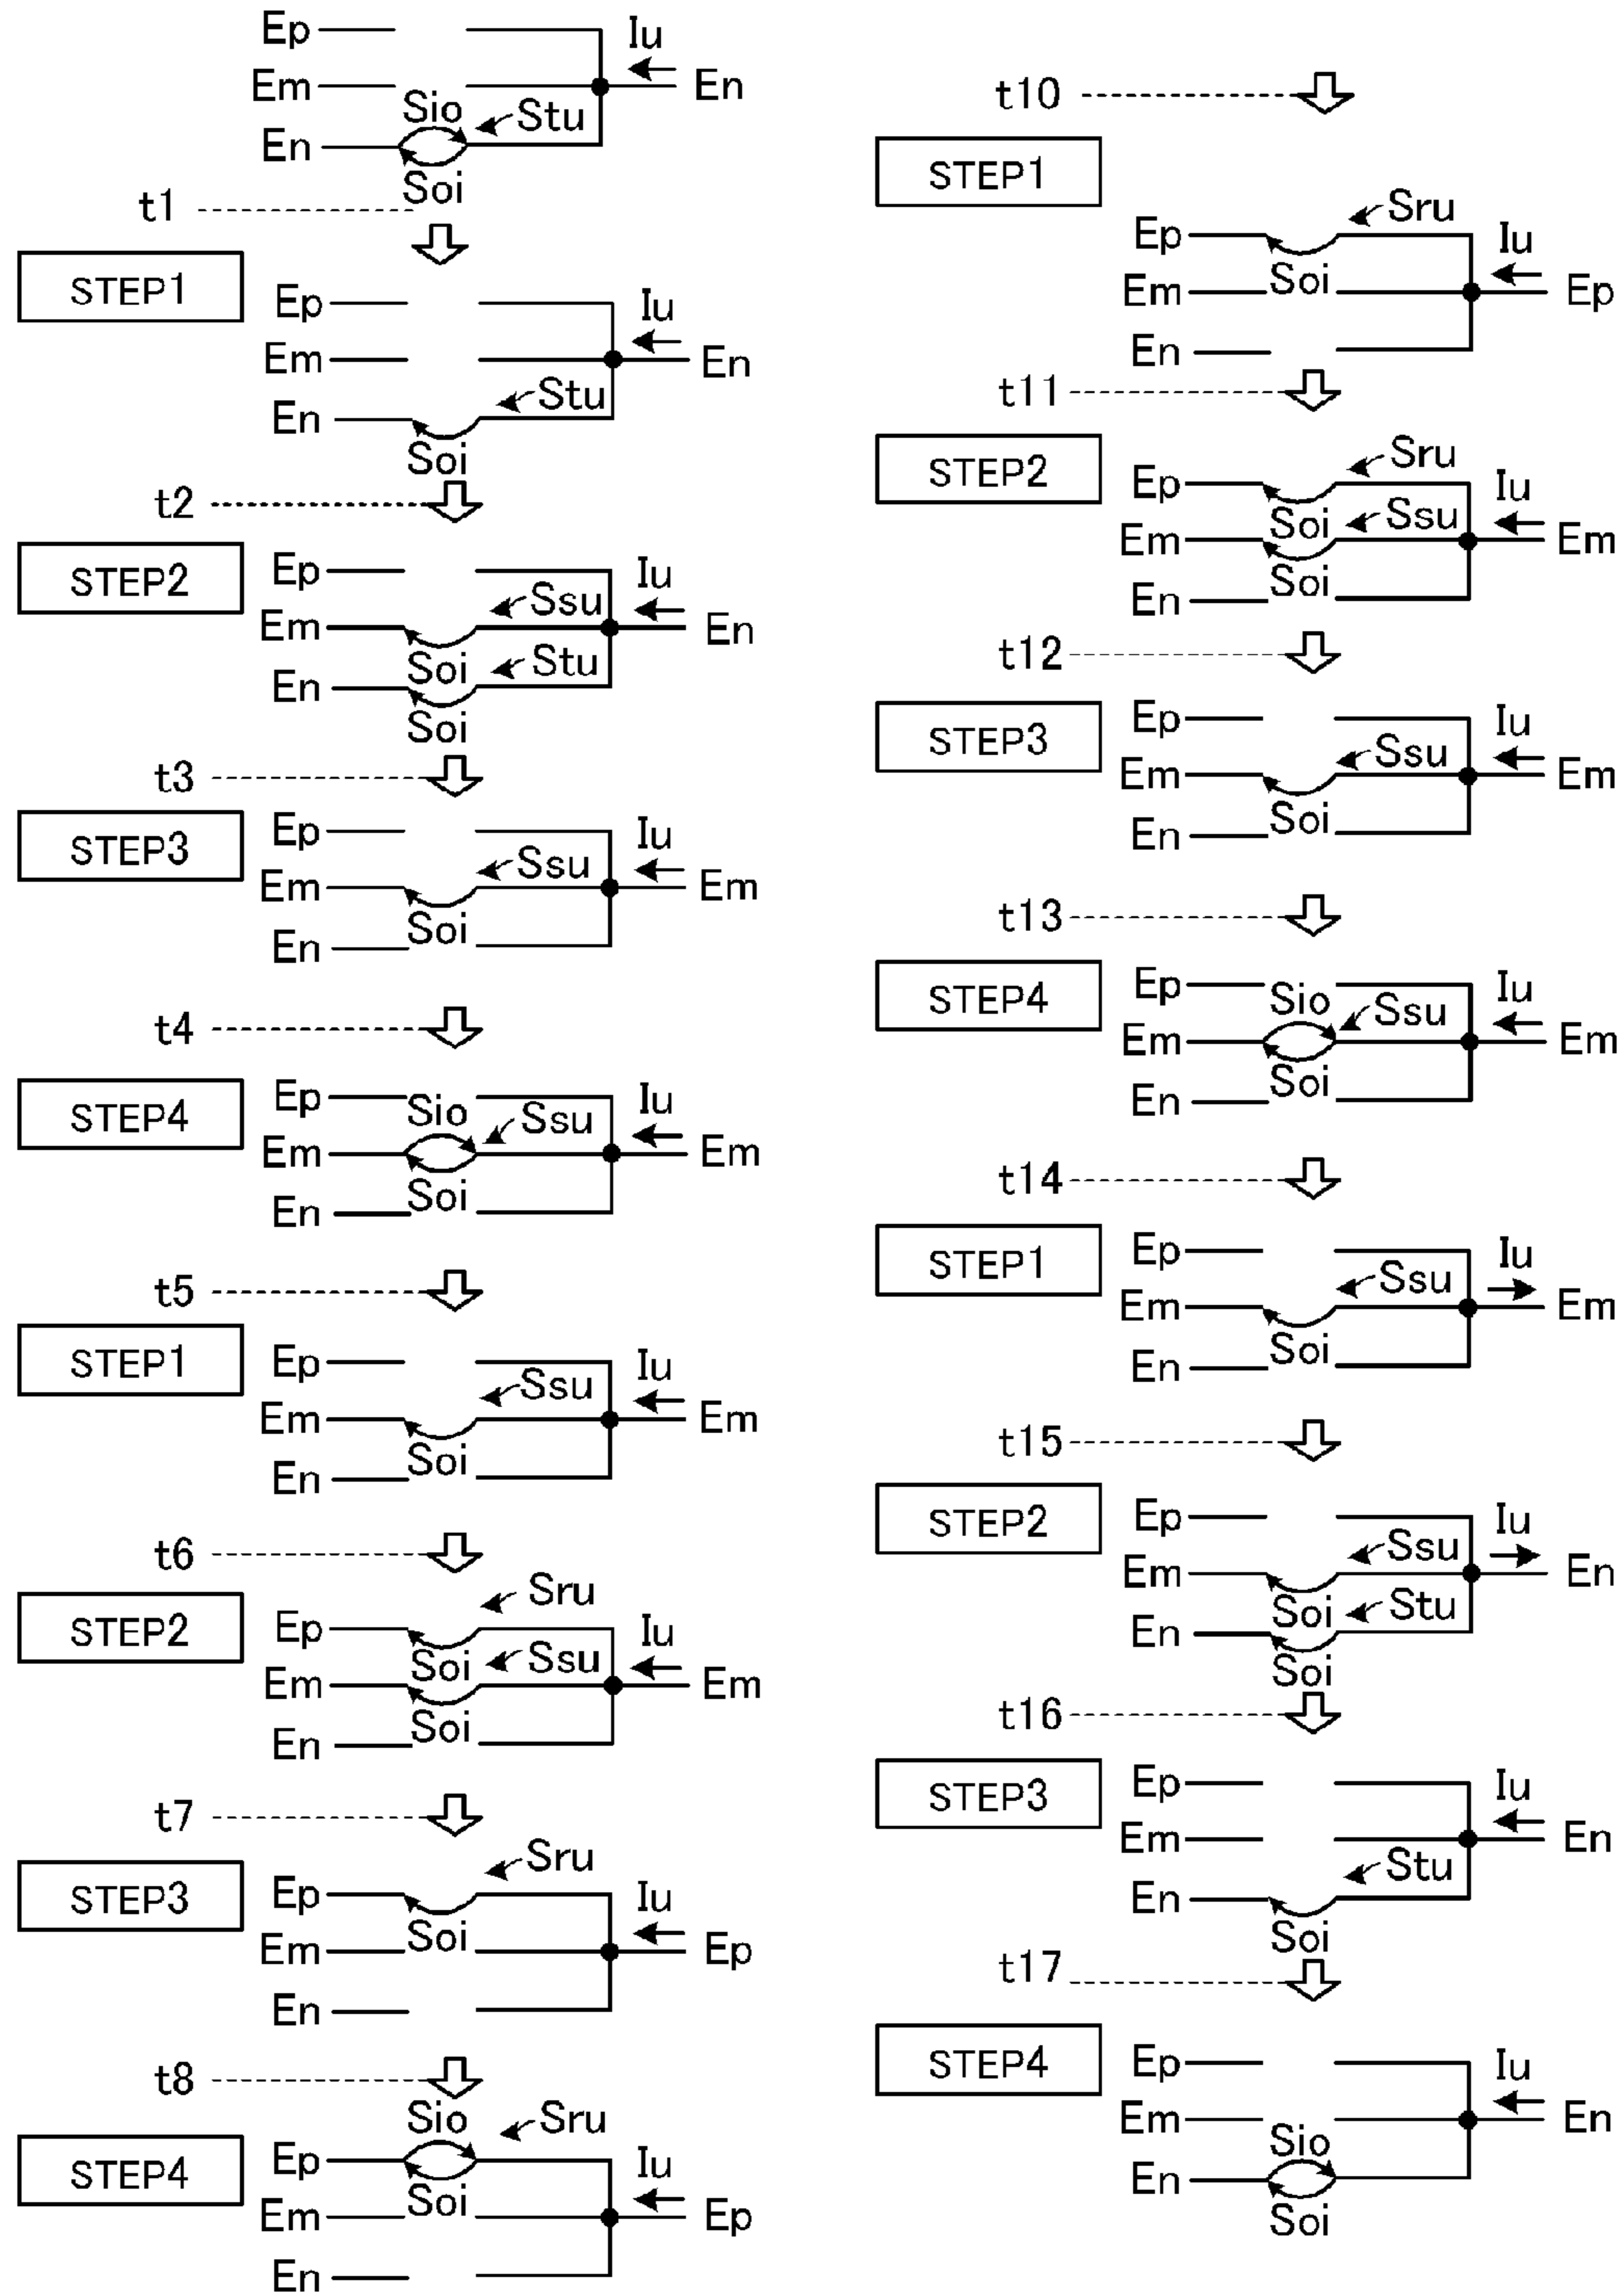 Ep
Iu
Em
En
Sio
Stu
En
Soi
t1
STEP1
Ep
Iu
Em
En
Stu
En
Soi
t2
STEP2
Ep
Iu
Ssu
Em
En
Soi
Stu
En
Soi
t3
STEP3
Ep
Iu
Ssu
Em
Em
Soi
En
t4
STEP4
Ep
Sio
Iu
Ssu
Em
Em
Soi
En
t5
STEP1
Ep
Iu
Ssu
Em
Em
Soi
En
t6
Sru
STEP2
Ep
Iu
Soi
Ssu
Em
Em
Soi
En
t7
Sru
STEP3
Ep
Iu
Soi
Em
Ep
En
t8
Sio
Sru
STEP4
Ep
Iu
Soi
Em
Ep
En
t10
STEP1
Sru
Ep
Iu
Soi
Em
Ep
En
t11
STEP2
Sru
Ep
Iu
Soi
Ssu
Em
Em
Soi
En
t12
STEP3
Ep
Iu
Ssu
Em
Em
Soi
En
t13
STEP4
Ep
Sio
Iu
Ssu
Em
Em
Soi
En
t14
STEP1
Ep
Iu
Ssu
Em
Em
Soi
En
t15
STEP2
Ep
Iu
Ssu
Em
En
Soi
Stu
En
Soi
t16
STEP3
Ep
Iu
Em
En
Stu
En
Soi
t17
STEP4
Ep
Iu
Em
En
Sio
En
Soi